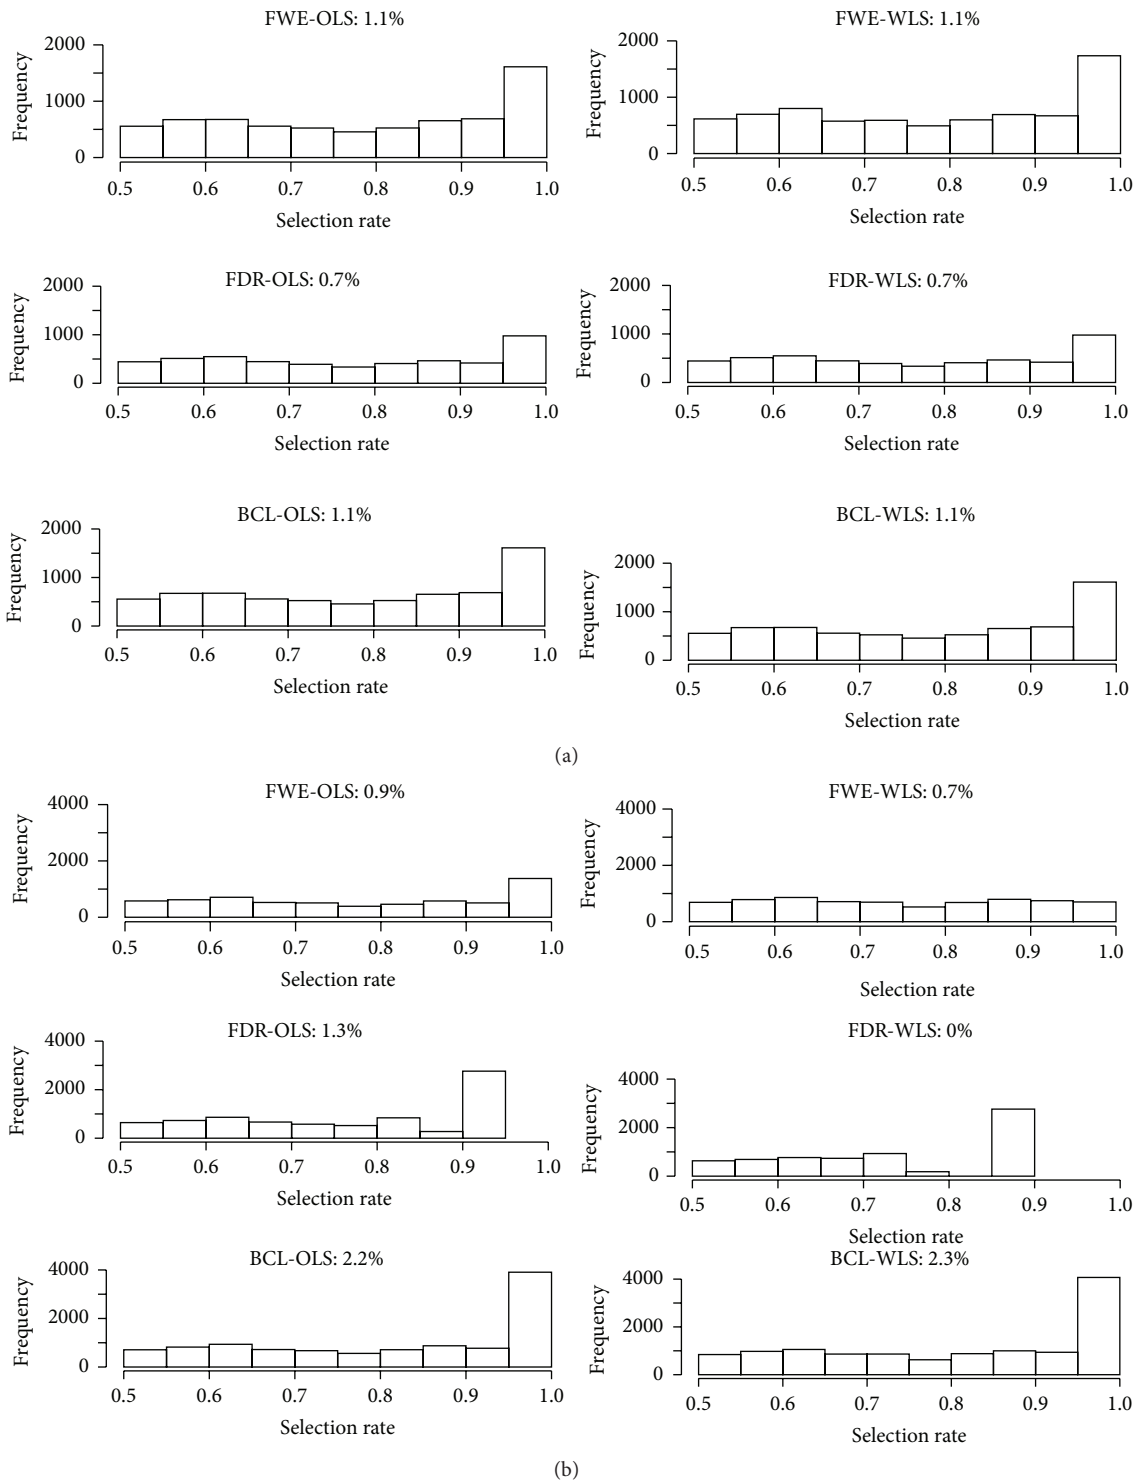 FWE-OLS: 1.1%
Frequency
2000
1000
0
0.5 0.6 0.7 0.8 0.9 1.0
Selection rate
FWE-WLS: 1.1%
Frequency
2000
1000
0
0.5 0.6 0.7 0.8 0.9 1.0
Selection rate
FDR-OLS: 0.7%
Frequency
2000
1000
0
0.5 0.6 0.7 0.8 0.9 1.0
Selection rate
FDR-WLS: 0.7%
Frequency
2000
1000
0
0.5 0.6 0.7 0.8 0.9 1.0
Selection rate
BCL-OLS: 1.1%
Frequency
2000
1000
0
0.5 0.6 0.7 0.8 0.9 1.0
Selection rate
BCL-WLS: 1.1%
Frequency
2000
1000
0
0.5 0.6 0.7 0.8 0.9 1.0
Selection rate
(a)
FWE-OLS: 0.9%
Frequency
4000
2000
0
0.5 0.6 0.7 0.8 0.9 1.0
Selection rate
FWE-WLS: 0.7%
Frequency
4000
2000
0
0.5 0.6 0.7 0.8 0.9 1.0
Selection rate
FDR-OLS: 1.3%
Frequency
4000
2000
0
0.5 0.6 0.7 0.8 0.9 1.0
Selection rate
FDR-WLS: 0%
Frequency
4000
2000
0
0.5 0.6 0.7 0.8 0.9 1.0
Selection rate
BCL-OLS: 2.2%
Frequency
4000
2000
0
0.5 0.6 0.7 0.8 0.9 1.0
Selection rate
BCL-WLS: 2.3%
Frequency
4000
2000
0
0.5 0.6 0.7 0.8 0.9 1.0
Selection rate
(b)